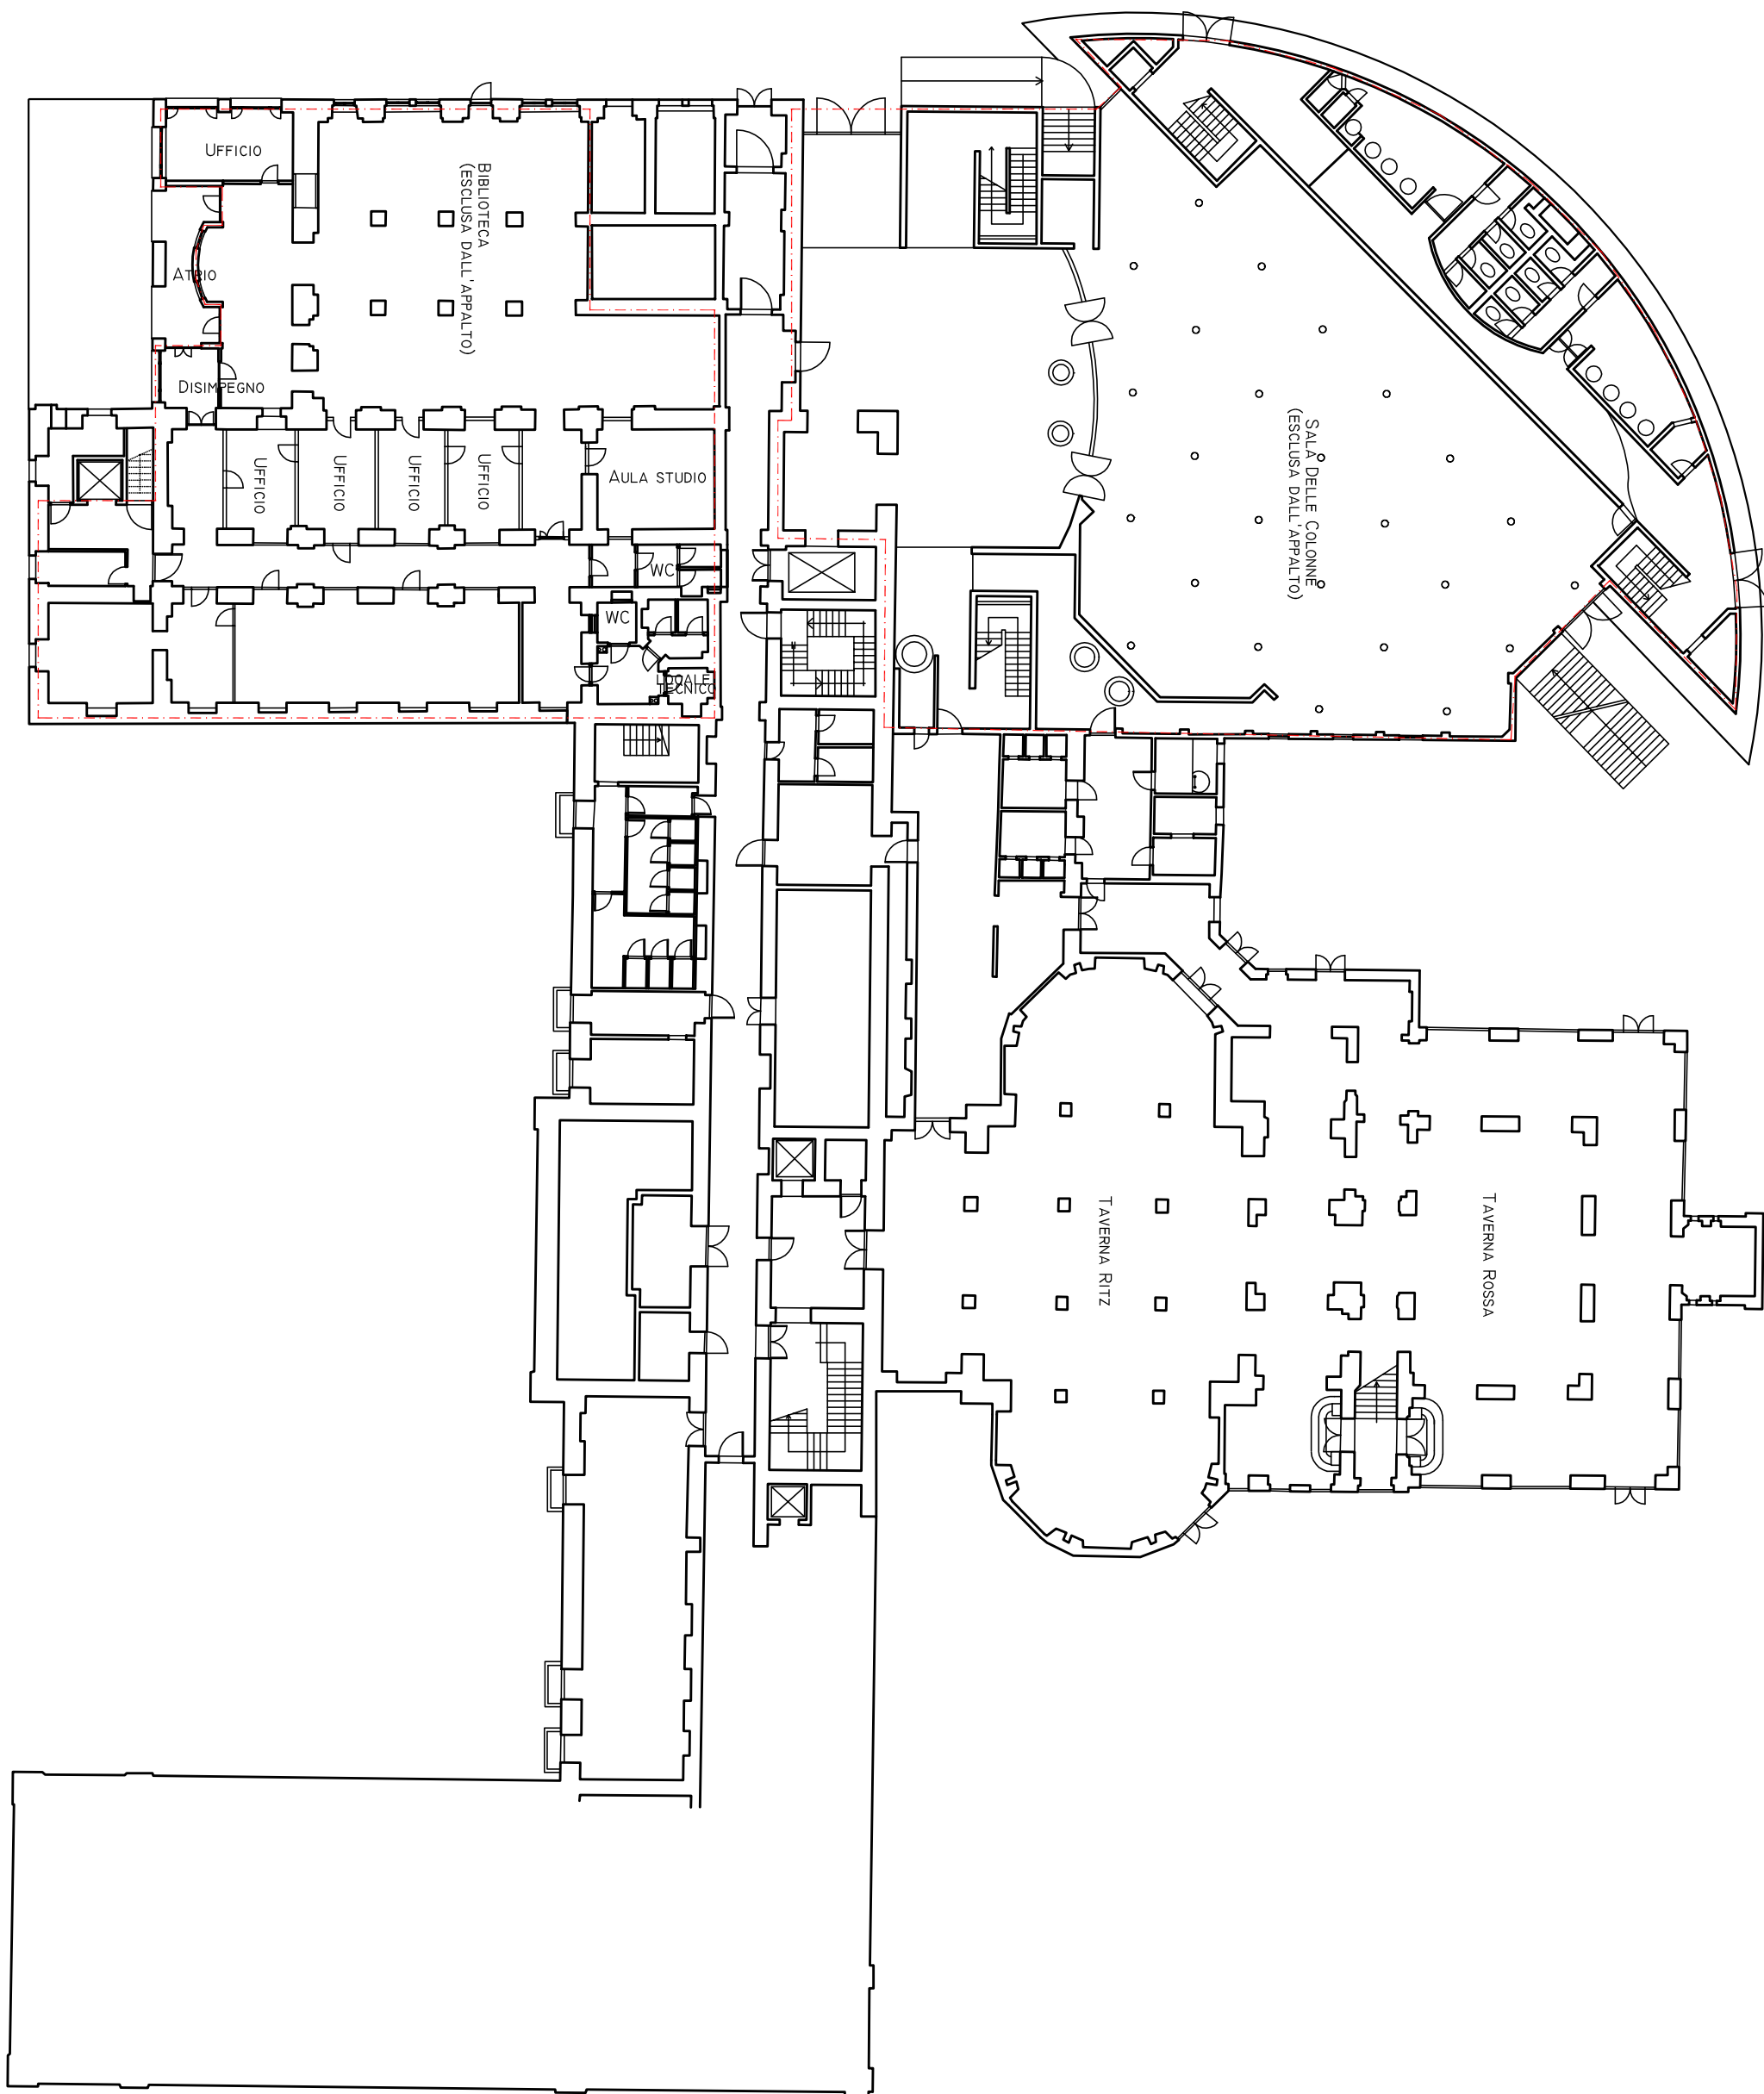 Ufficio
Biblioteca
(esclusa dall'appalto)
Atrio
Disimpegno
Sala Delle Colonne
(esclusa dall'appalto)
Ufficio
Ufficio
Ufficio
Ufficio
Aula studio
WC
WC
Locale
Tecnico
Taverna Ritz
Taverna Rossa